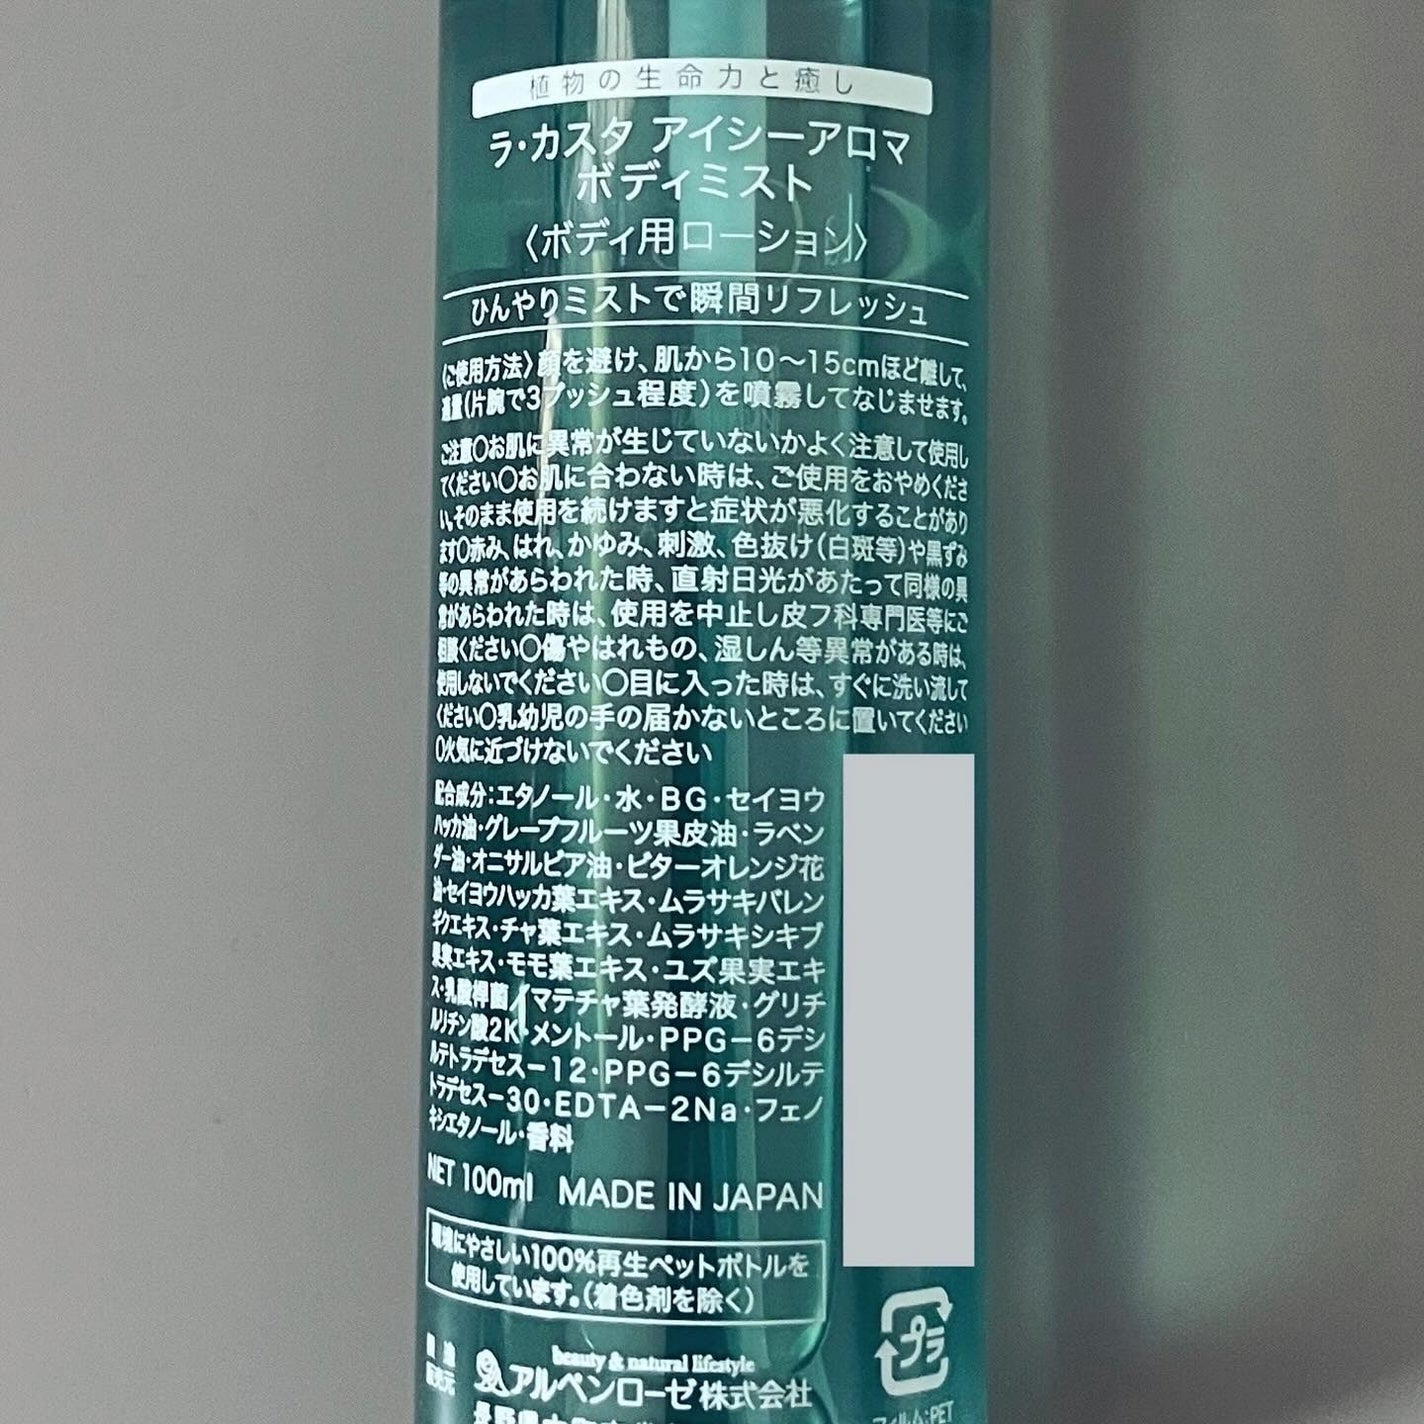 植物の生命力と癒し
ラ・カスタ アイシーアロマ
ボディミスト
〈ボディ用ローション〉
ひんやりミストで瞬間リフレッシュ
〈ご使用方法〉顔を避け、肌から10～15cmほど離して、
適量(片腕で3プッシュ程度)を噴霧してなじませます。
ご注意〇お肌に異常が生じていないかよく注意して使用し
てください〇お肌に合わない時は、ご使用をおやめくださ
い。そのまま使用を続けますと症状が悪化することがあり
ます〇赤み、はれ、かゆみ、刺激、色抜け(白斑等)や黒ずみ
等の異常があらわれた時、直射日光があたって同様の異
常があらわれた時は、使用を中止し皮フ科専門医等にご
相談ください〇傷やはれもの、湿しん等異常がある時は、
使用しないでください〇目に入った時は、すぐに洗い流して
ください〇乳幼児の手の届かないところに置いてください
〇火気に近づけないでください
配合成分:エタノール・水・BG・セイヨウ
ハッカ油・グレープフルーツ果皮油・ラベン
ダー油・オニサルビア油・ビターオレンジ花
油・セイヨウハッカ葉エキス・ムラサキバレン
ギクエキス・チャ葉エキス・ムラサキシキブ
果実エキス・モモ葉エキス・ユズ果実エキ
ス・乳酸桿菌/マテチャ葉発酵液・グリチ
ルリチン酸2K・メントール・PPG－6デシ
ルテトラデセス－12・PPG－6デシルテ
トラデセス－30・EDTA－2Na・フェノ
キシエタノール・香料
NET 100ml MADE IN JAPAN
環境にやさしい100%再生ペットボトルを
使用しています。(着色剤を除く)
プラ
beauty & natural lifestyle
アルペンローゼ株式会社
フィルム:PET